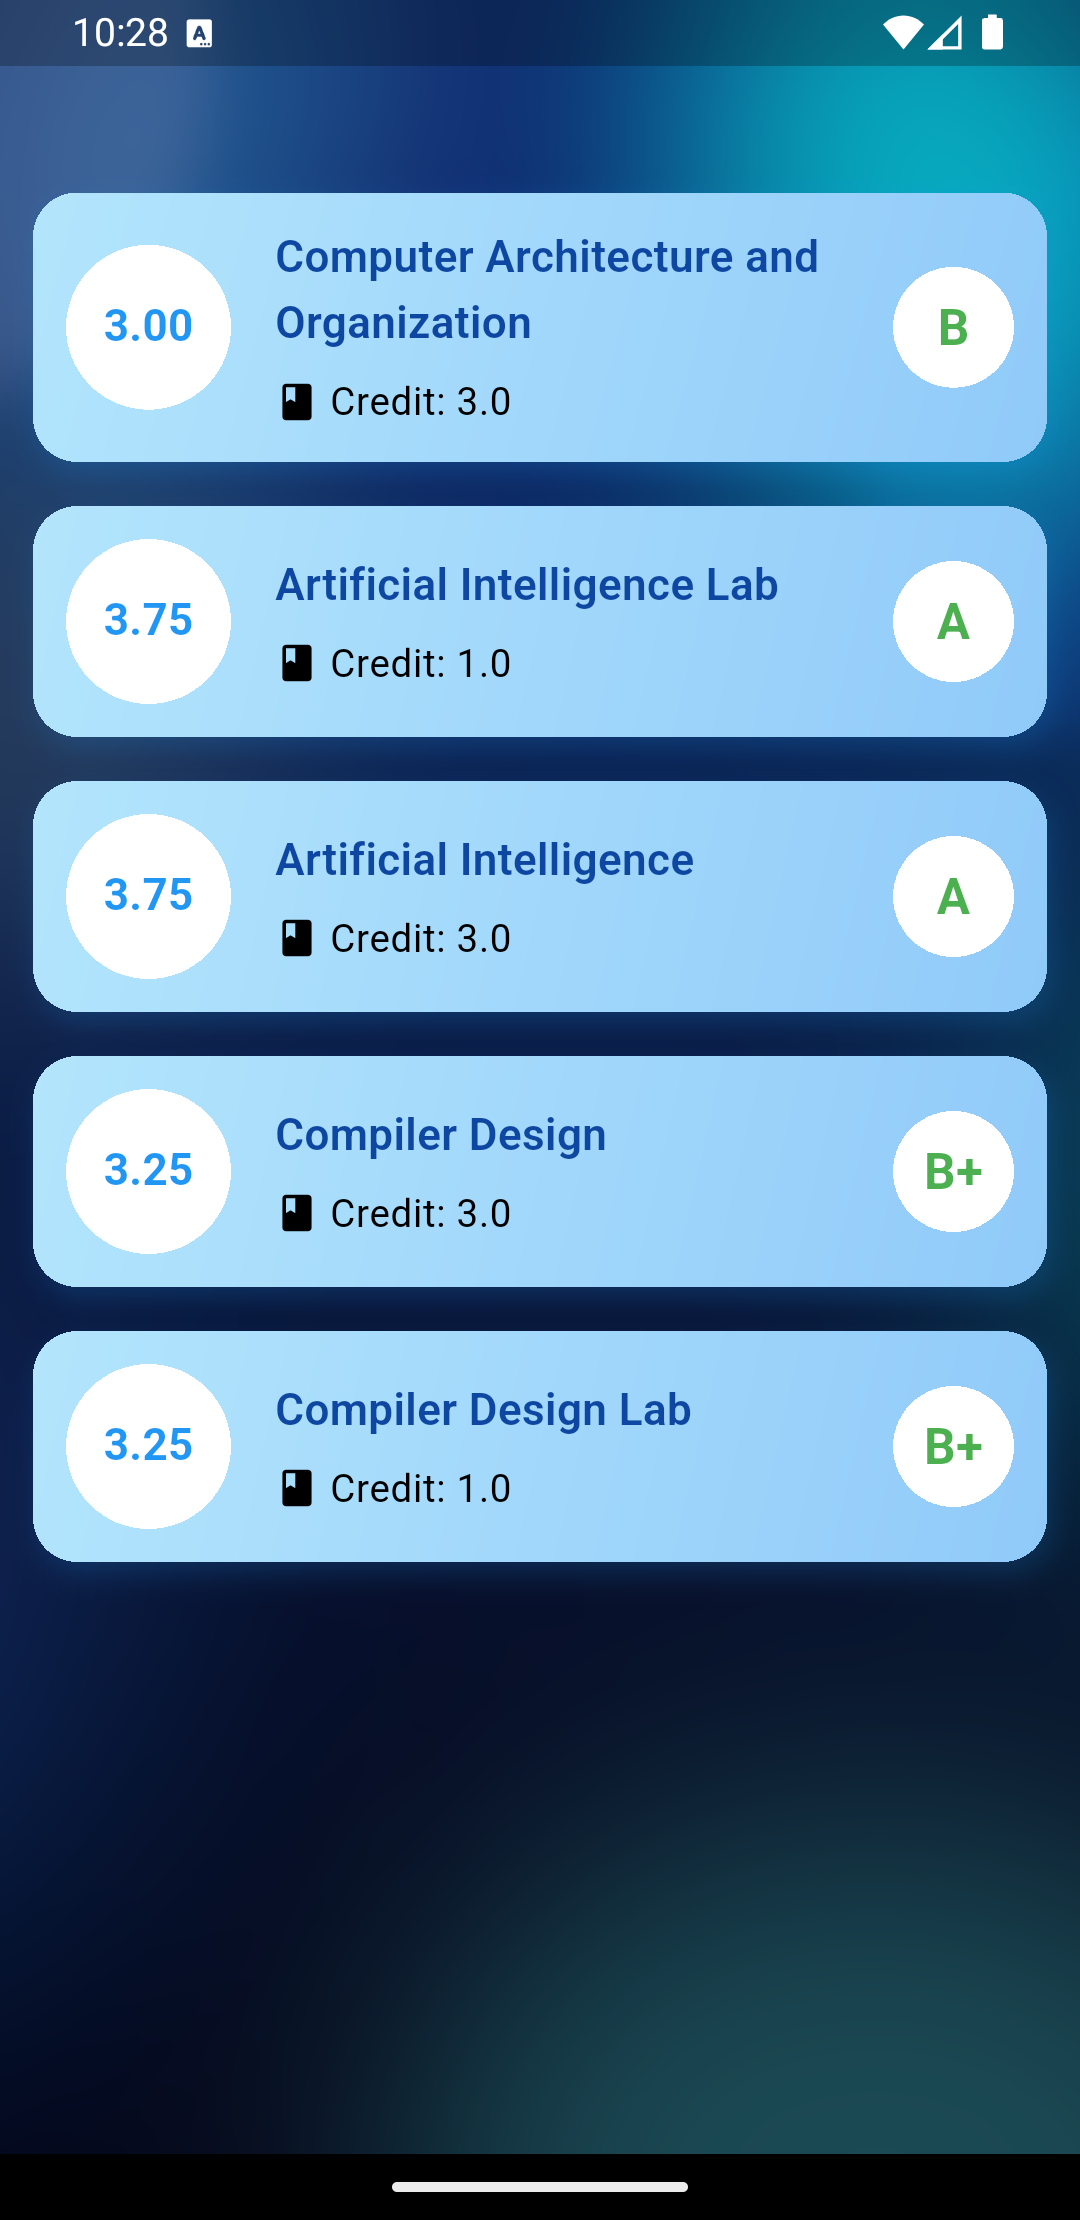 10:28
3.00
Computer Architecture and
Organization
Credit: 3.0
B
3.75
Artificial Intelligence Lab
Credit: 1.0
A
3.75
Artificial Intelligence
Credit: 3.0
A
3.25
Compiler Design
Credit: 3.0
B+
3.25
Compiler Design Lab
Credit: 1.0
B+